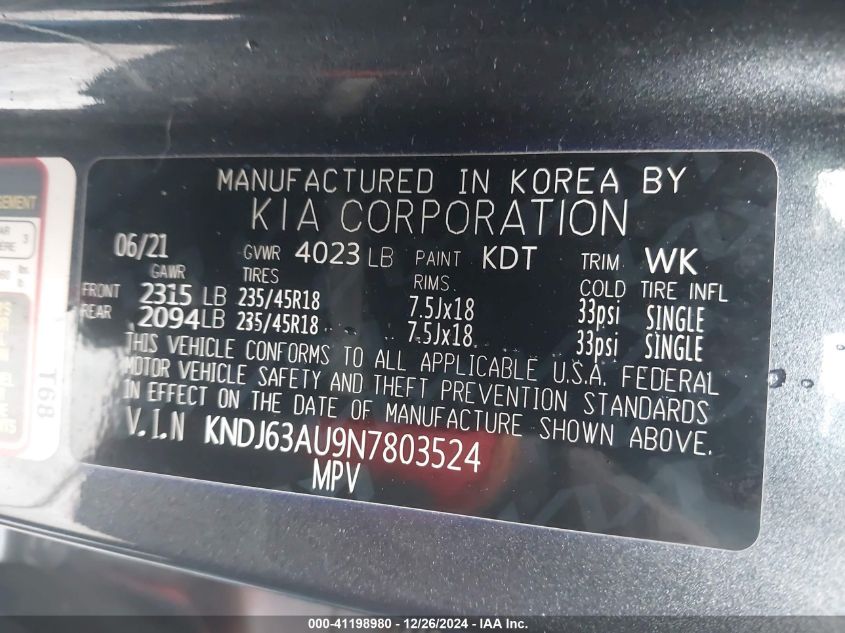 MANUFACTURED IN KOREA BY
KIA CORPORATION
06/21 GVWR 4023 LB PAINT KDT TRIM WK
GAWR TIRES RIMS. COLD TIRE INFL
FRONT 2315 LB 235/45R18 7.5Jx18 33psi SINGLE
REAR 2094 LB 235/45R18 7.5Jx18 33psi SINGLE
THIS VEHICLE CONFORMS TO ALL APPLICABLE U.S.A. FEDERAL
MOTOR VEHICLE SAFETY AND THEFT PREVENTION STANDARDS
IN EFFECT ON THE DATE OF MANUFACTURE SHOWN ABOVE.
V.I.N KNDJ63AU9N7803524
MPV
T68
000-41198980 - 12/26/2024 - IAA Inc.